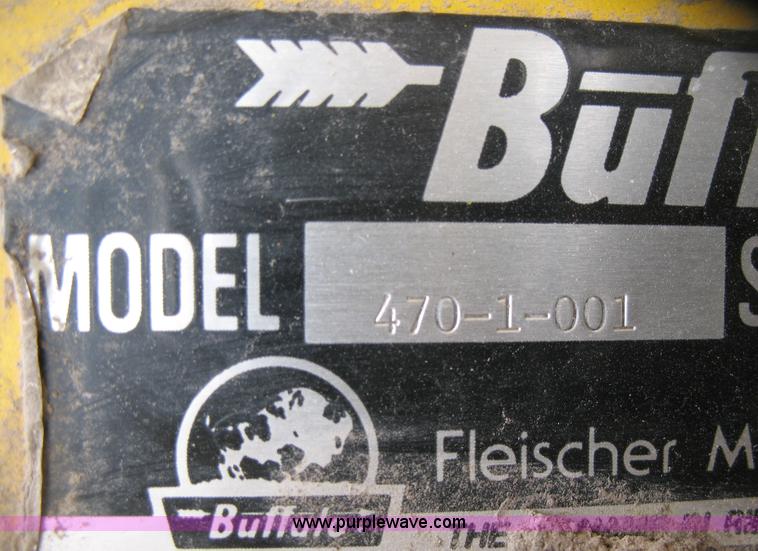 Buf
MODEL 470-1-001 S
Fleischer M
Buffalo
www.purplewave.com
THE